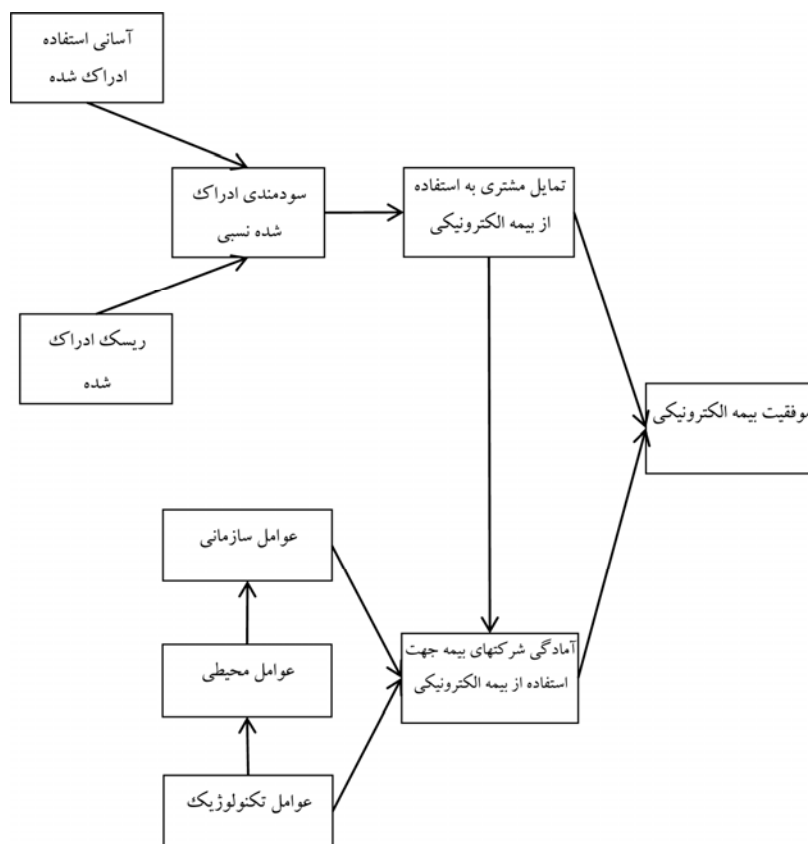 آسانی استفاده
ادراک شده
سودمندی ادراک
شده نسبی
تمایل مشتری به استفاده
از بیمه الکترونیکی
ریسک ادراک
شده
موفقیت بیمه الکترونیکی
عوامل سازمانی
عوامل محیطی
آمادگی شرکتهای بیمه جهت
استفاده از بیمه الکترونیکی
عوامل تکنولوژیک